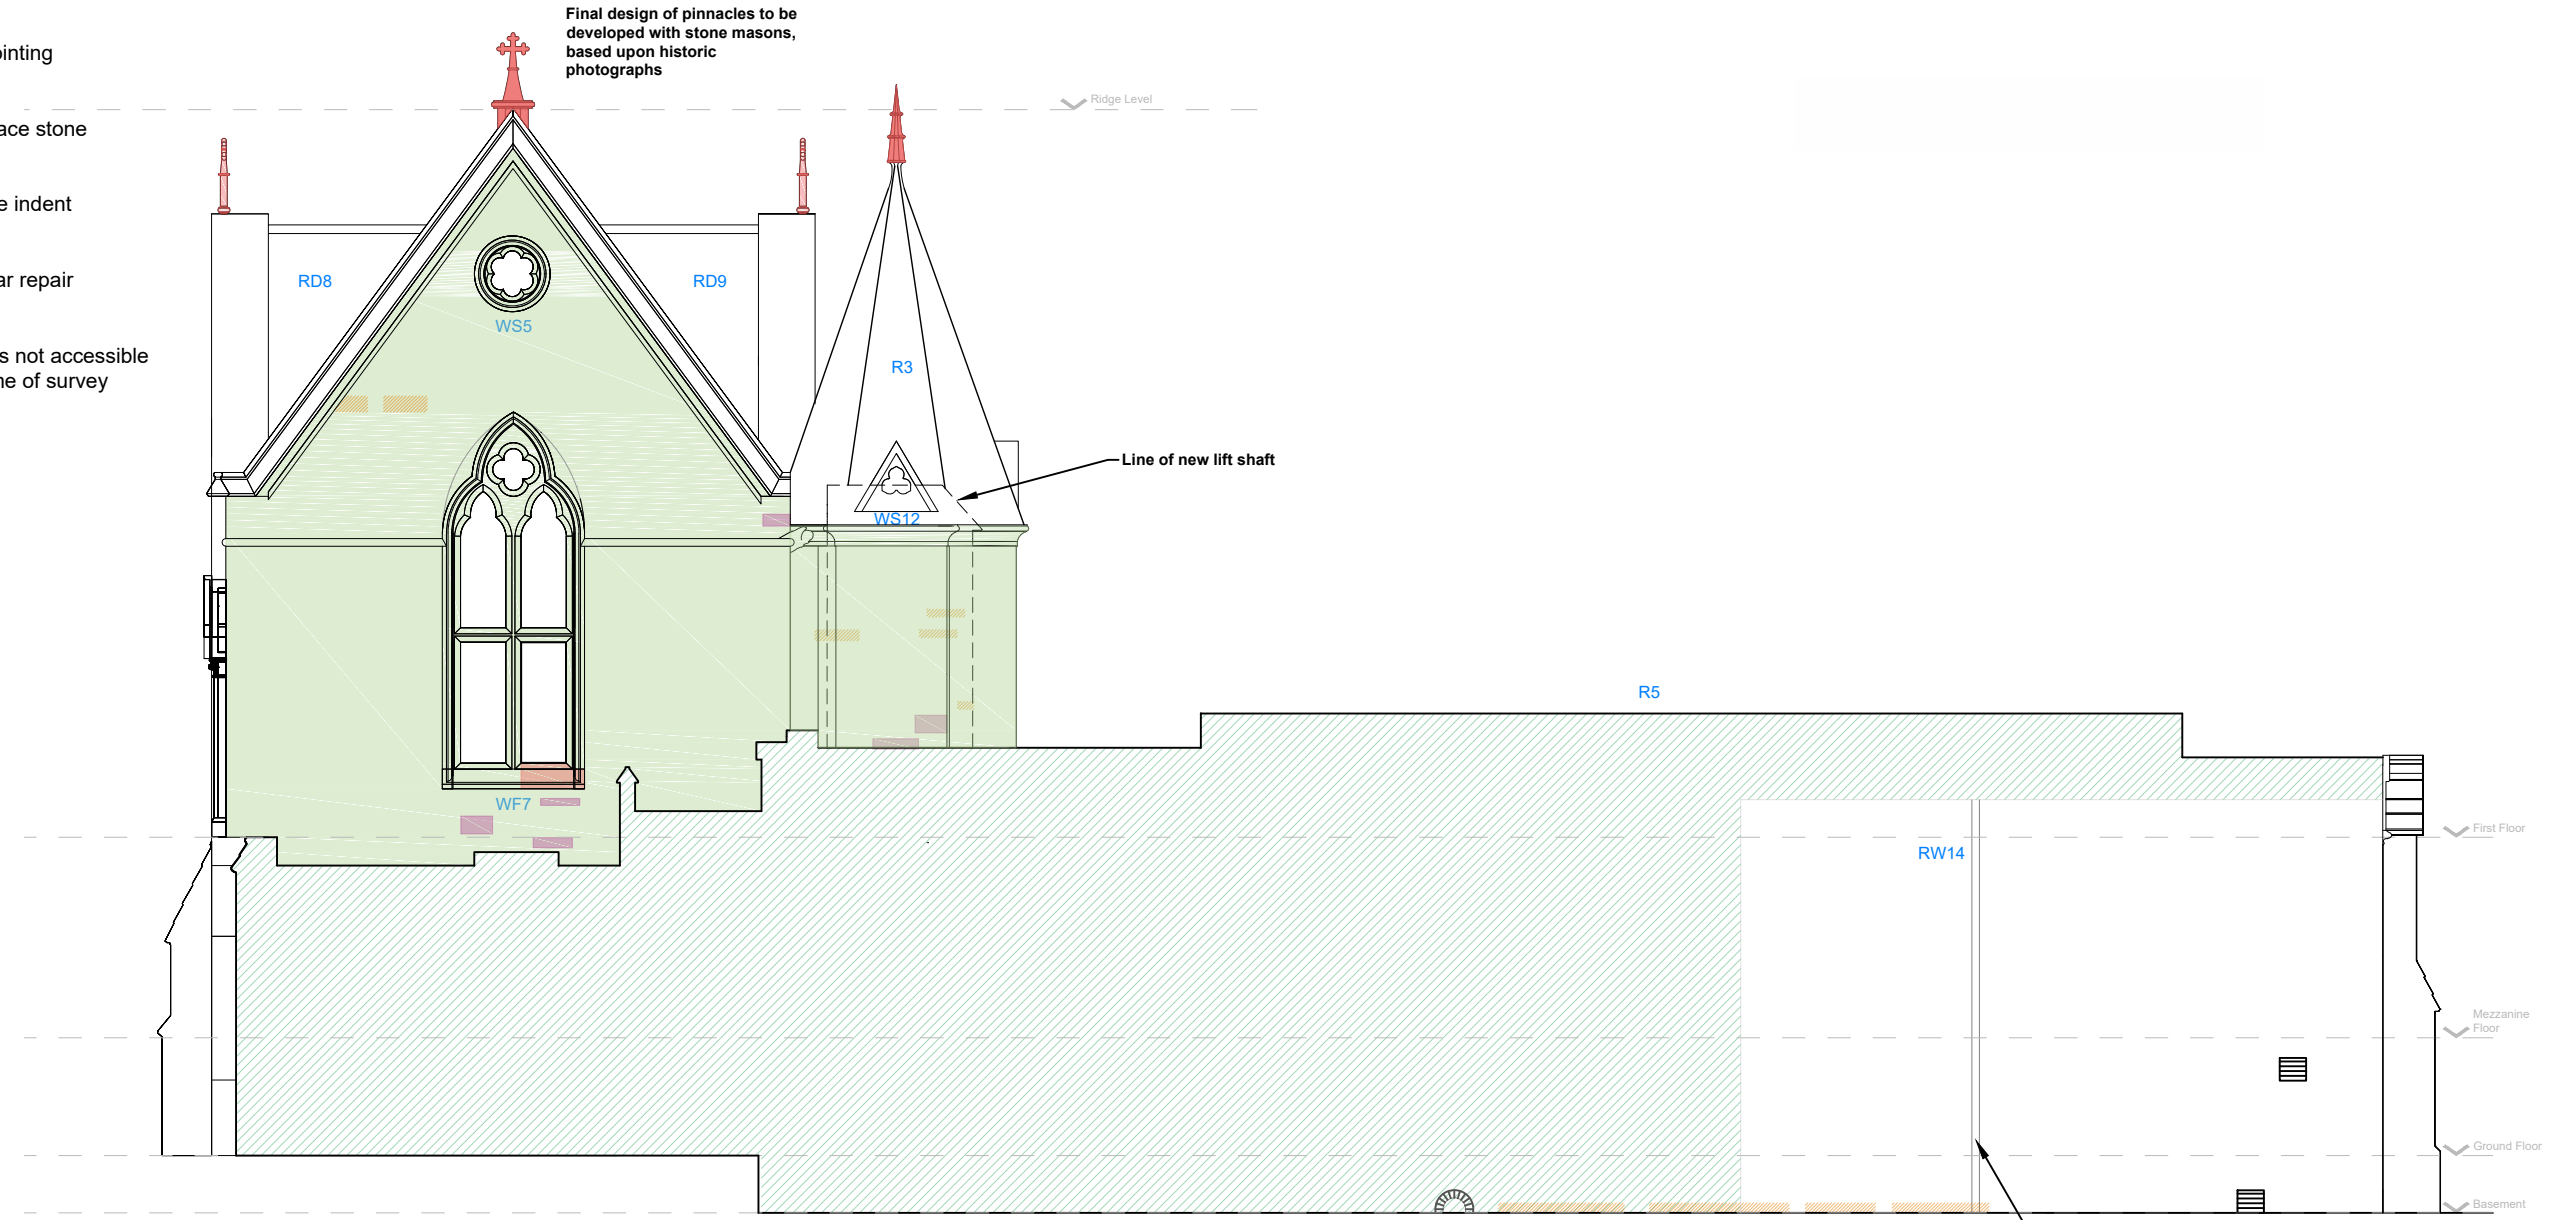 Final design of pinnacles to be
developed with stone masons,
based upon historic
photographs
ointing
ace stone
e indent
ar repair
s not accessible
ne of survey
Ridge Level
RD8
RD9
WS5
R3
Line of new lift shaft
WS12
R5
WF7
First Floor
RW14
Mezzanine
Floor
Ground Floor
Basement